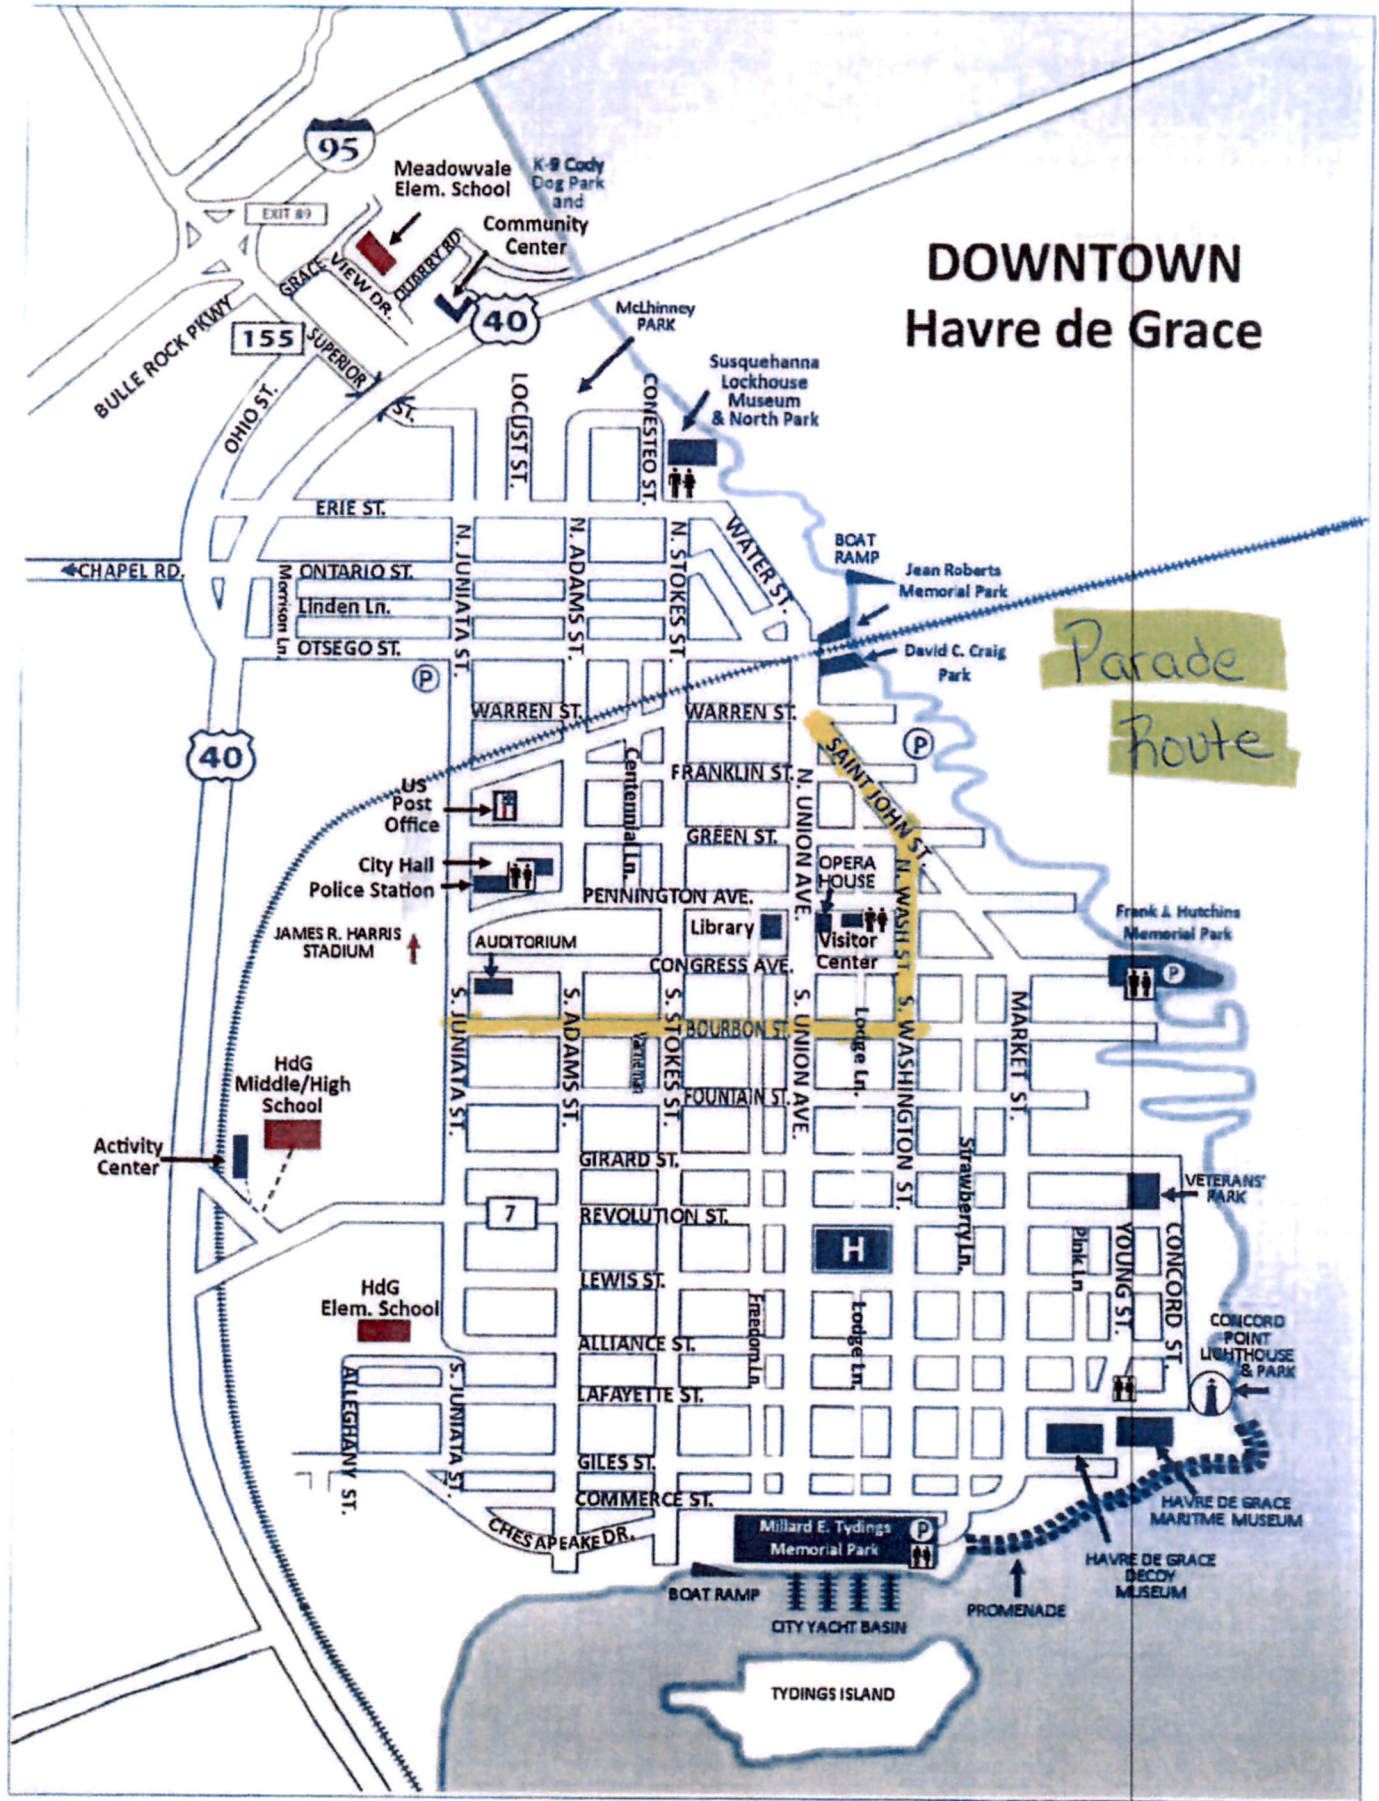 95
Meadowvale
Elem. School
K-9 Cody
Dog Park
and
Community
Center
EXIT 89
GRACE
VIEW DR.
QUARRY RD
DOWNTOWN
Havre de Grace
40
McLhinney
PARK
BULLE ROCK PKWY
155
SUPERIOR
ST.
OHIO ST.
LOCUST ST.
CONESTEO ST.
Susquehanna
Lockhouse
Museum
& North Park
ERIE ST.
WATER ST.
N. JUNIATA ST.
N. ADAMS ST.
N. STOKES ST.
BOAT
RAMP
CHAPEL RD.
Morrison Ln.
ONTARIO ST.
Linden Ln.
OTSEGO ST.
Jean Roberts
Memorial Park
David C. Craig
Park
Parade
Route
P
WARREN ST.
WARREN ST.
SAINT JOHN ST.
P
40
Centennial Ln.
FRANKLIN ST.
N. UNION AVE.
US
Post
Office
GREEN ST.
City Hall
Police Station
OPERA
HOUSE
N. WASH ST
PENNINGTON AVE.
Library
Visitor
Center
Frank J. Hutchins
Memorial Park
P
JAMES R. HARRIS
STADIUM
AUDITORIUM
CONGRESS AVE.
S. JUNIATA ST.
S. ADAMS ST.
S. STOKES ST.
BOURBON ST.
S. UNION AVE.
Lodge Ln.
S. WASHINGTON ST.
MARKET ST.
HdG
Middle/High
School
FOUNTAIN ST.
Activity
Center
GIRARD ST.
Strawberry Ln.
VETERANS'
PARK
7
REVOLUTION ST.
H
Pink Ln
YOUNG ST.
CONCORD ST.
LEWIS ST.
HdG
Elem. School
Freedom Ln.
Lodge Ln.
ALLIANCE ST.
CONCORD
POINT
LIGHTHOUSE
& PARK
ALLEGHANY ST.
S. JUNIATA ST.
LAFAYETTE ST.
GILES ST.
COMMERCE ST.
CHESAPEAKE DR.
Millard E. Tydings
Memorial Park
P
HAVRE DE GRACE
MARITME MUSEUM
HAVRE DE GRACE
DECOY
MUSEUM
BOAT RAMP
CITY YACHT BASIN
PROMENADE
TYDINGS ISLAND